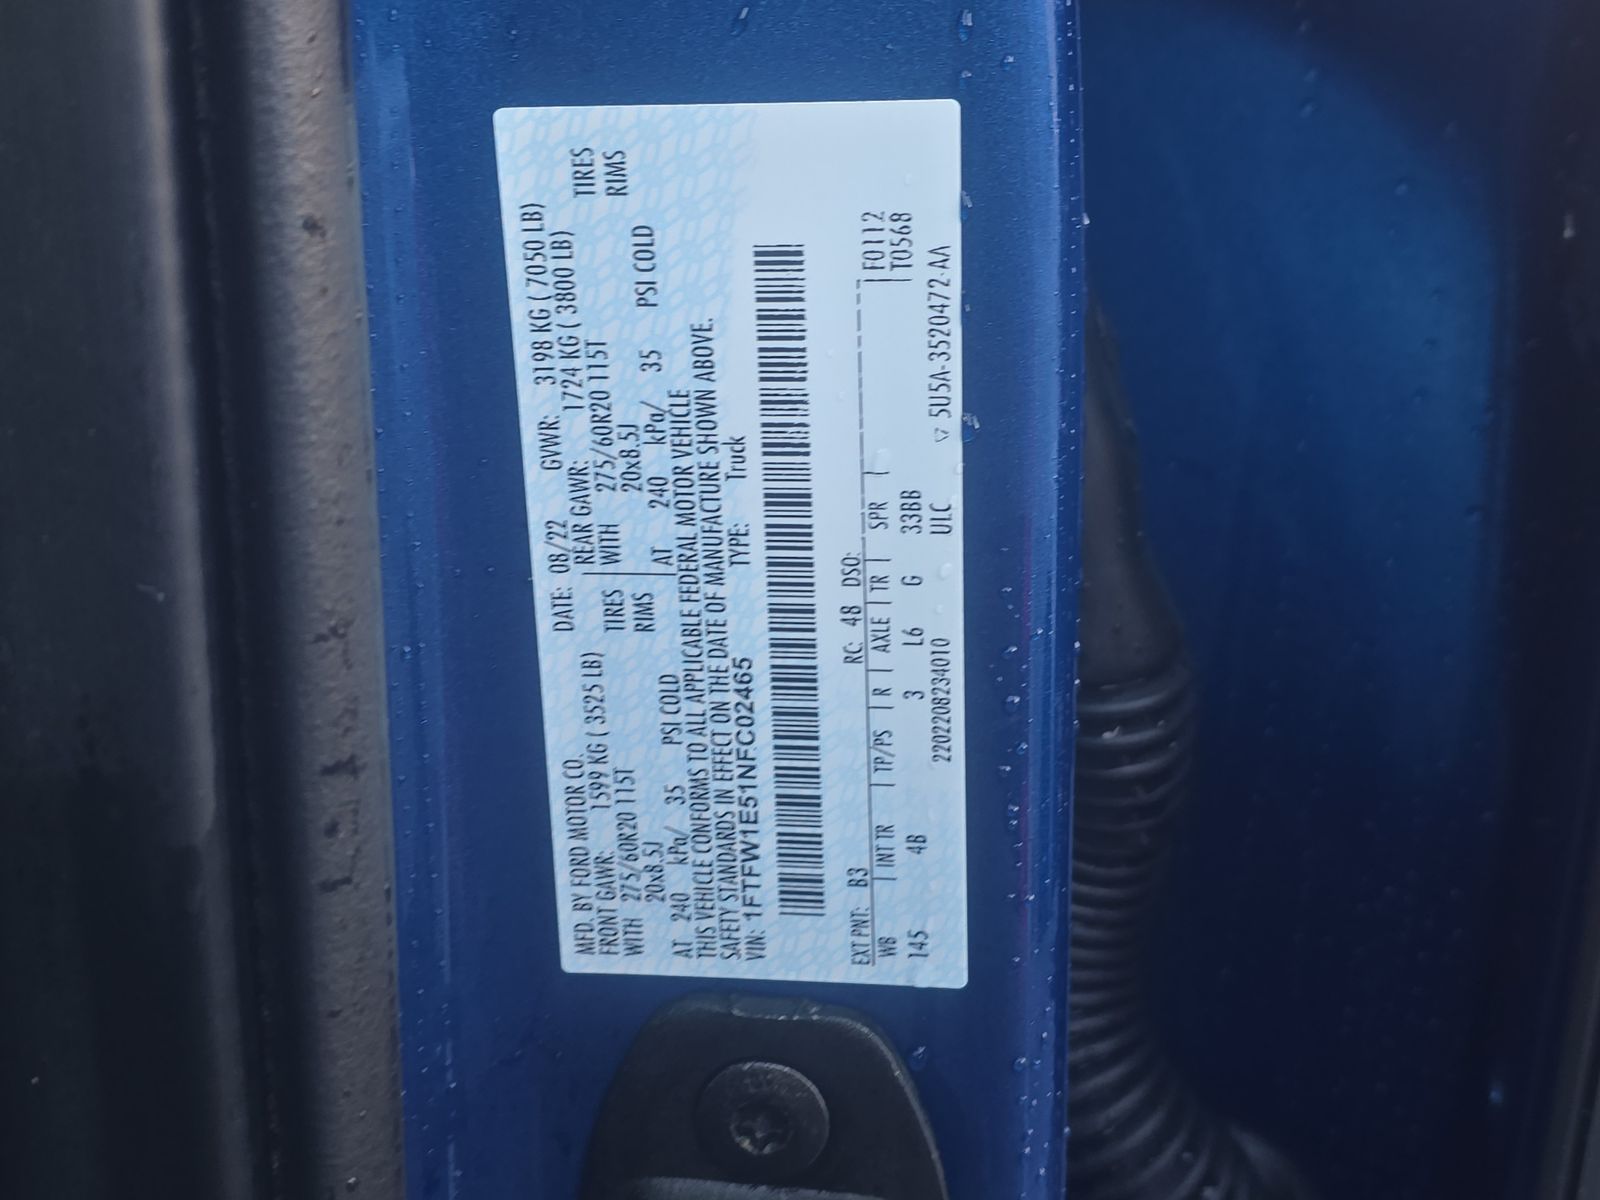 MFD. BY FORD MOTOR CO. DATE: 08/22 GVWR: 3198 KG ( 7050 LB)
FRONT GAWR: 1599 KG ( 3525 LB) REAR GAWR: 1724 KG ( 3800 LB)
WITH 275/60R20 115T TIRES WITH 275/60R20 115T TIRES
20x8.5J RIMS 20x8.5J RIMS
AT 240 kPa/ 35 PSI COLD AT 240 kPa/ 35 PSI COLD
THIS VEHICLE CONFORMS TO ALL APPLICABLE FEDERAL MOTOR VEHICLE
SAFETY STANDARDS IN EFFECT ON THE DATE OF MANUFACTURE SHOWN ABOVE.
VIN: 1FTFW1E51NFC02465 TYPE: Truck
EXT PNT: B3 RC: 48 DSO:
WB INT TR TP/PS R AXLE TR SPR F0112
145 4B 3 L6 G 33BB T0568
2202208234010 ULC 5U5A-3520472-AA